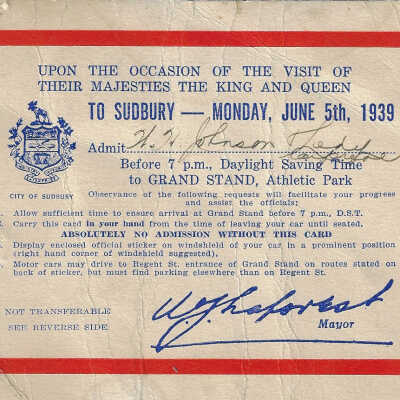 UPON THE OCCASION OF THE VISIT OF
THEIR MAJESTIES THE KING AND QUEEN
TO SUDBURY — MONDAY, JUNE 5th, 1939
Admit Johnson
Before 7 p.m., Daylight Saving Time
to GRAND STAND, Athletic Park
CITY OF SUDBURY
Observance of the following requests will facilitate your progress
and assist the officials;
Allow sufficient time to ensure arrival at Grand Stand before 7 p.m., D.S.T.
Carry this card in your hand from the time of leaving your car until seated.
ABSOLUTELY NO ADMISSION WITHOUT THIS CARD
Display enclosed official sticker on windshield of your car in a prominent position
(right hand corner of windshield suggested).
Motor cars may drive to Regent St. entrance of Grand Stand on routes stated on
back of sticker, but must find parking elsewhere than on Regent St.
NOT TRANSFERABLE
SEE REVERSE SIDE
W J Laforest
Mayor